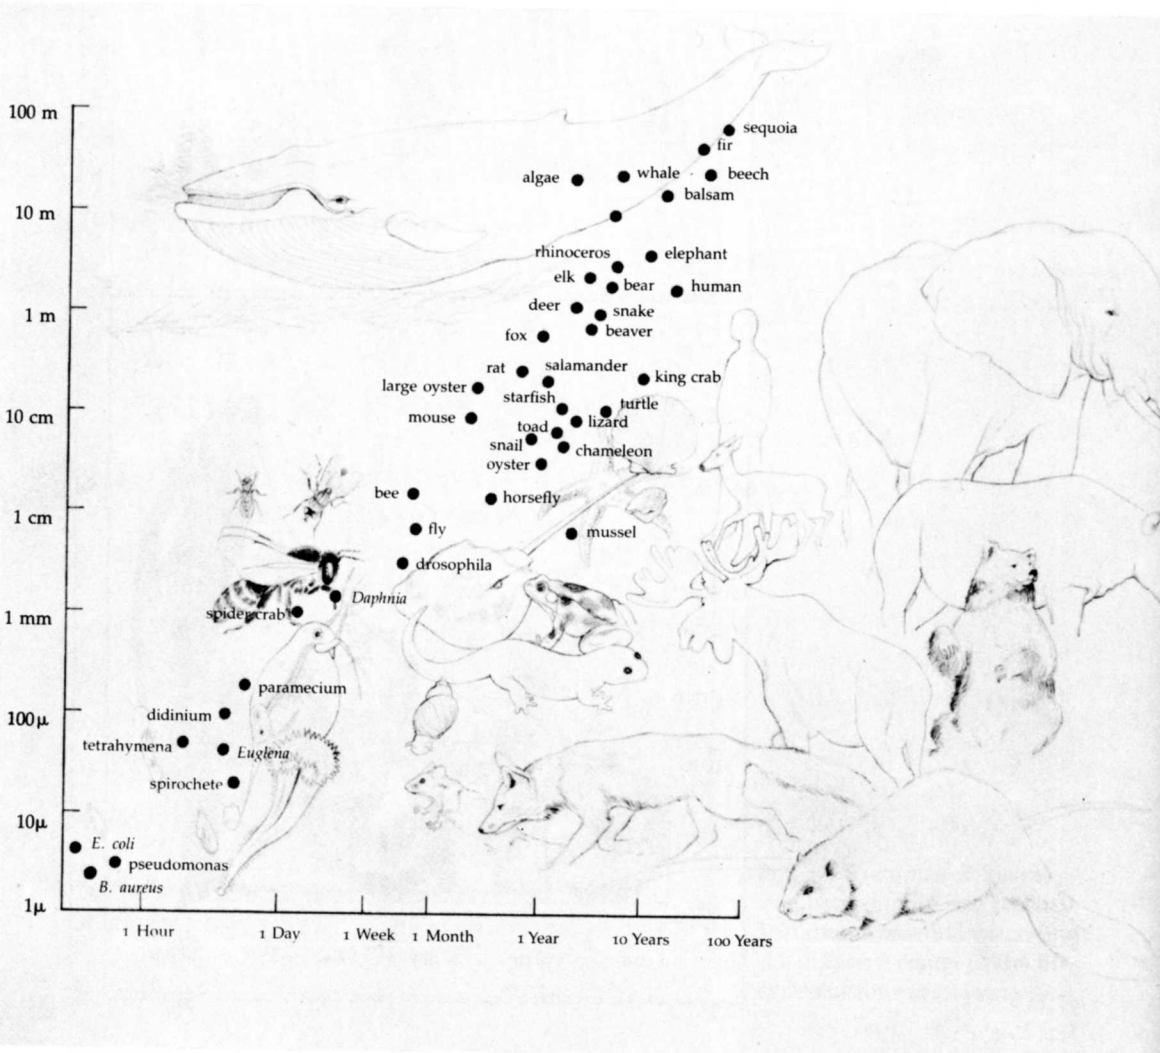 100 m
sequoia
fir
algae
whale
beech
balsam
10 m
rhinoceros
elephant
elk
bear
human
deer
snake
1 m
beaver
fox
rat
salamander
king crab
large oyster
starfish
turtle
10 cm
mouse
lizard
toad
snail
chameleon
oyster
bee
horsefly
1 cm
fly
mussel
drosophila
Daphnia
spider crab
1 mm
paramecium
didinium
100μ
tetrahymena
Euglena
spirochete
10μ
E. coli
pseudomonas
B. aureus
1μ
1 Hour
1 Day
1 Week
1 Month
1 Year
10 Years
100 Years